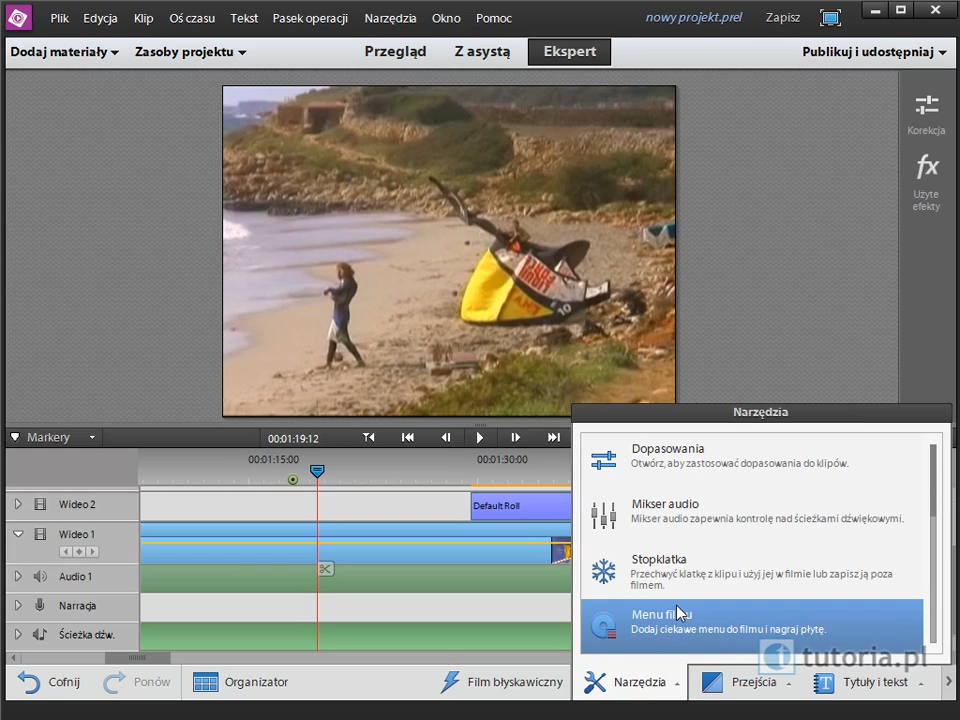 Plik Edycja Klip Oś czasu Tekst Pasek operacji Narzędzia Okno Pomoc nowy projekt.prel Zapisz
Dodaj materiały Zasoby projektu Przegląd Z asystą Ekspert Publikuj i udostępniaj
Korekcja
fx
Użyte
efekty
10
Narzędzia
Markery 00:01:19:12
00:01:15:00 00:01:30:00
Dopasowania
Otwórz, aby zastosować dopasowania do klipów.
Wideo 2 Default Roll
Mikser audio
Mikser audio zapewnia kontrolę nad ścieżkami dźwiękowymi.
Wideo 1
Stopklatka
Przechwyć klatkę z klipu i użyj jej w filmie lub zapisz ją poza
filmem.
Audio 1
Narracja
Menu filmu
Dodaj ciekawe menu do filmu i nagraj płytę.
Ścieżka dźw.
tutoria.pl
Cofnij Ponów Organizator Film błyskawiczny Narzędzia Przejścia Tytuły i tekst